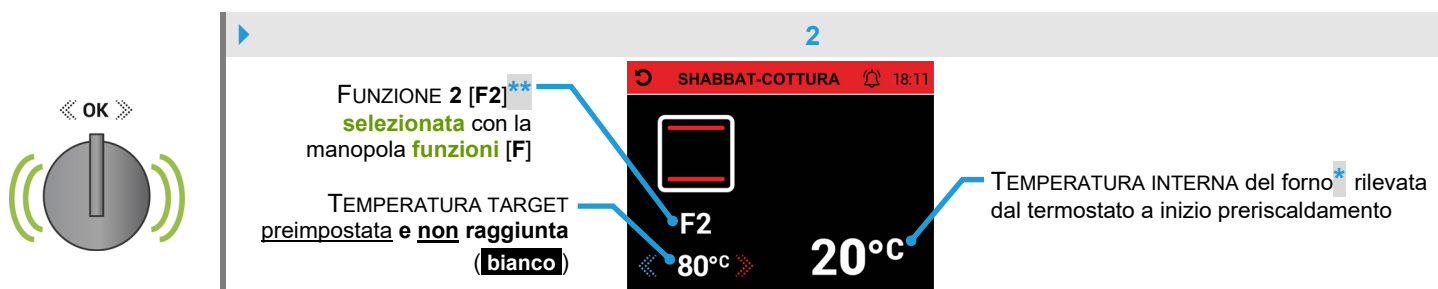 2
OK
FUNZIONE 2 [F2]**
selezionata con la
manopola funzioni [F]
TEMPERATURA TARGET
preimpostata e non raggiunta
(bianco)
SHABBAT-COTTURA 18:11
F2
80°C
20°C
TEMPERATURA INTERNA del forno* rilevata
dal termostato a inizio preriscaldamento